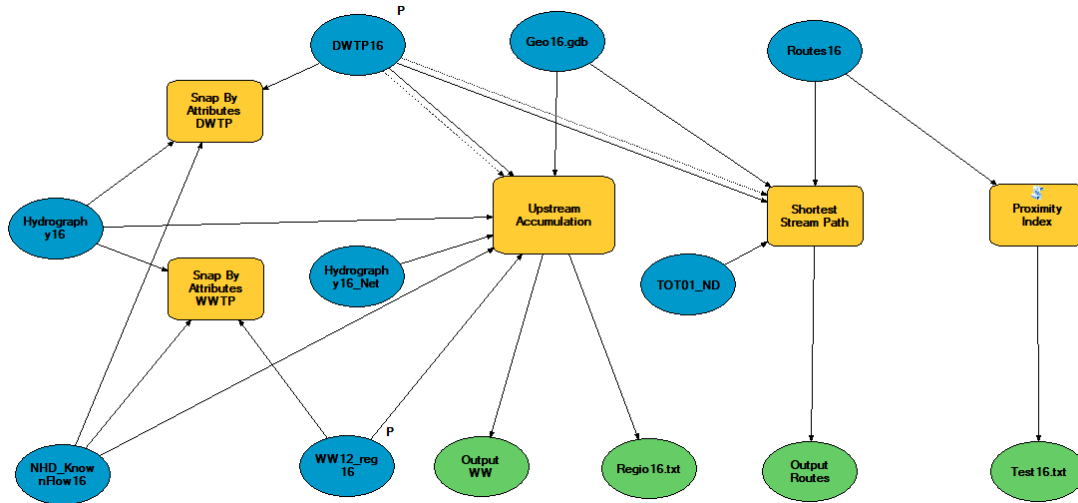 P
DWTP16
Geo16.gdb
Routes16
Snap By
Attributes
DWTP
Hydrograph
y16
Upstream
Accumulation
Shortest
Stream Path
Proximity
Index
Hydrograph
y16_Net
Snap By
Attributes
WWTP
TOT01_ND
P
NHD_Know
nFlow16
WW12_reg
16
Output
WW
Regio16.txt
Output
Routes
Test16.txt